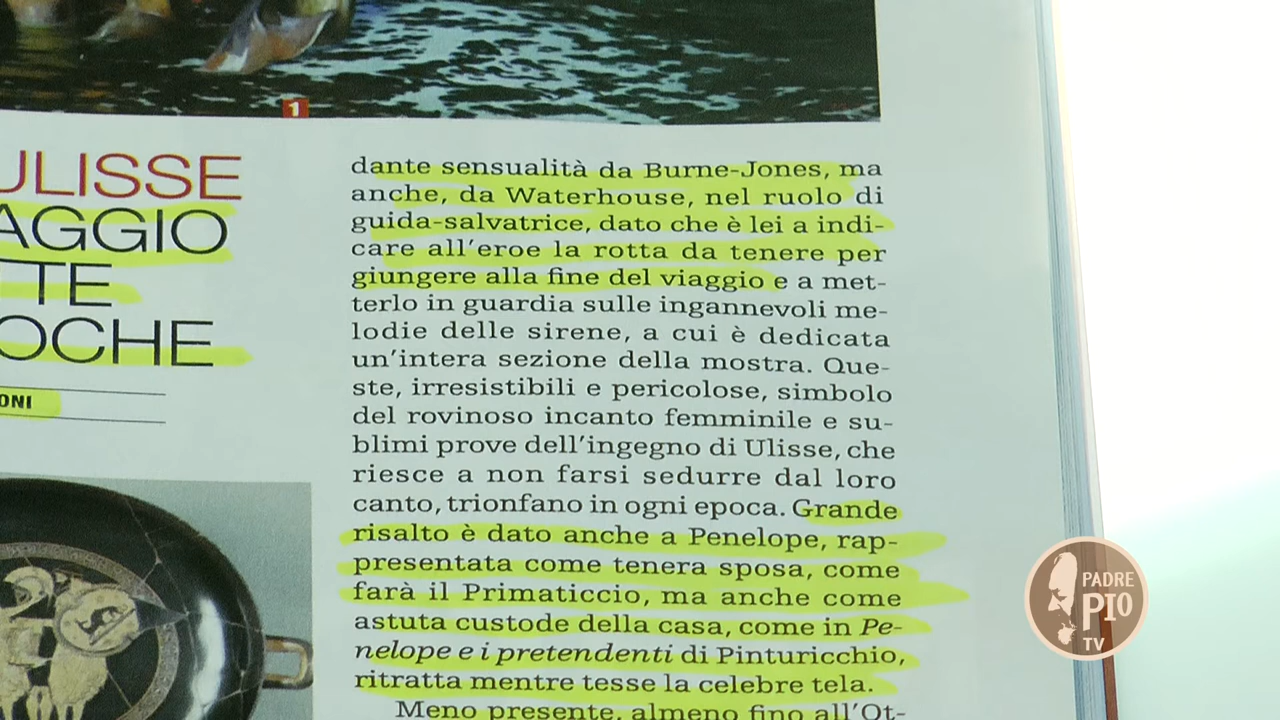 1
ULISSE
AGGIO
TE
OCHE
ONI
dante sensualità da Burne-Jones, ma
anche, da Waterhouse, nel ruolo di
guida-salvatrice, dato che è lei a indi-
care all'eroe la rotta da tenere per
giungere alla fine del viaggio e a met-
terlo in guardia sulle ingannevoli me-
lodie delle sirene, a cui è dedicata
un'intera sezione della mostra. Que-
ste, irresistibili e pericolose, simbolo
del rovinoso incanto femminile e su-
blimi prove dell'ingegno di Ulisse, che
riesce a non farsi sedurre dal loro
canto, trionfano in ogni epoca. Grande
risalto è dato anche a Penelope, rap-
presentata come tenera sposa, come
farà il Primaticcio, ma anche come
astuta custode della casa, come in Pe-
nelope e i pretendenti di Pinturicchio,
ritratta mentre tesse la celebre tela.
Meno presente, almeno fino all'Ot-
PADRE
PIO
TV